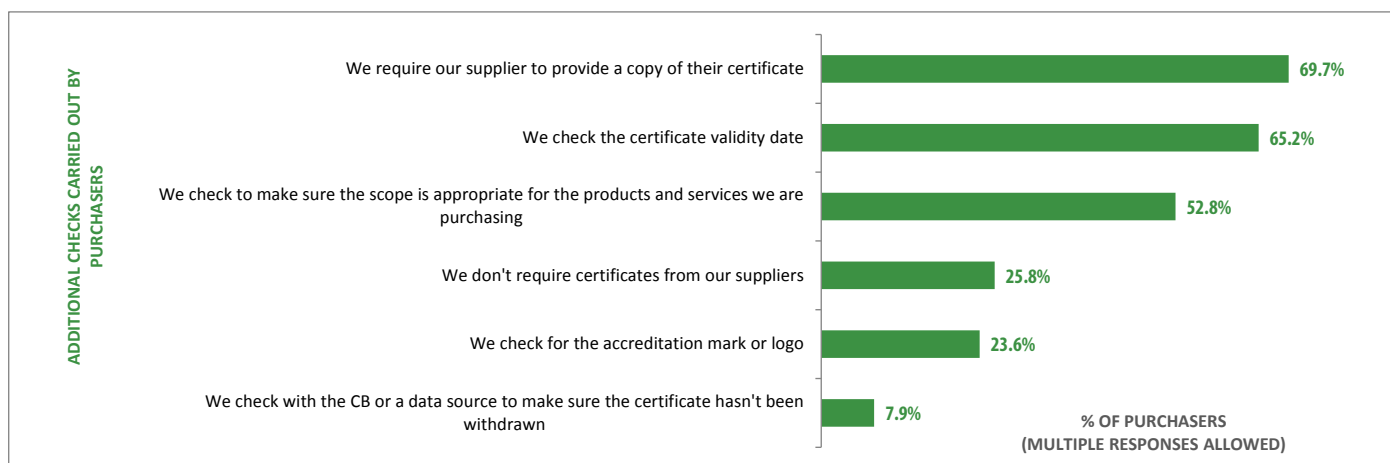 ADDITIONAL CHECKS CARRIED OUT BY
PURCHASERS
We require our supplier to provide a copy of their certificate
69.7%
We check the certificate validity date
65.2%
We check to make sure the scope is appropriate for the products and services we are
purchasing
52.8%
We don't require certificates from our suppliers
25.8%
We check for the accreditation mark or logo
23.6%
We check with the CB or a data source to make sure the certificate hasn't been
withdrawn
7.9%
% OF PURCHASERS
(MULTIPLE RESPONSES ALLOWED)